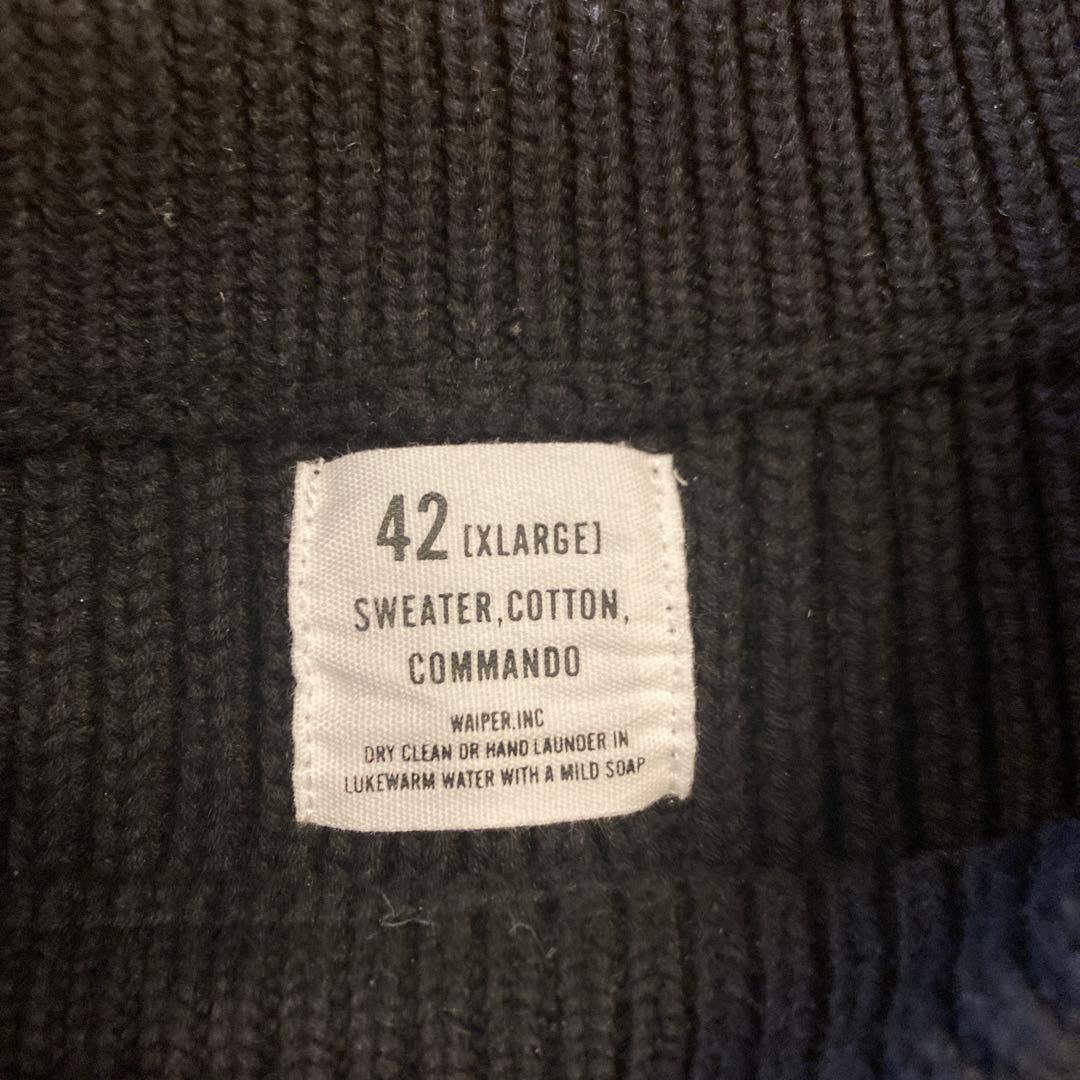 42 [XLARGE]
SWEATER,COTTON,
COMMANDO
WAIPER.INC
DRY CLEAN OR HAND LAUNDER IN
LUKEWARM WATER WITH A MILD SOAP